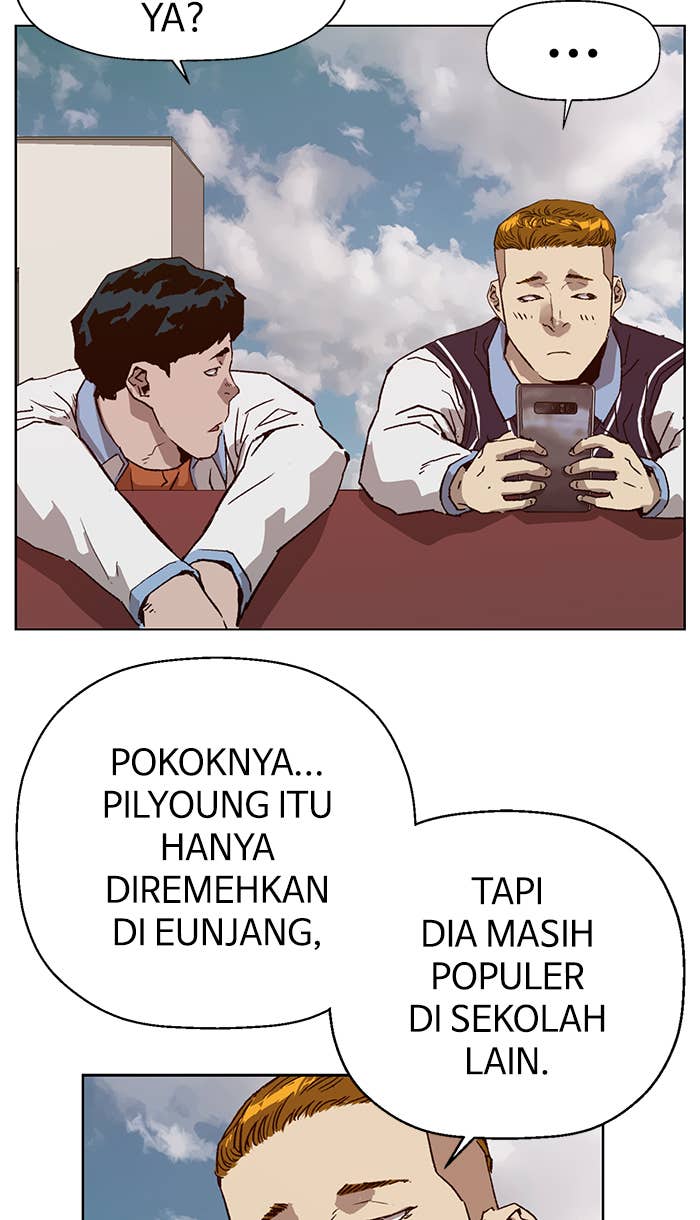 YA?
...
POKOKNYA...
PILYOUNG ITU
HANYA
DIREMEHKAN
DI EUNJANG,
TAPI
DIA MASIH
POPULER
DI SEKOLAH
LAIN.